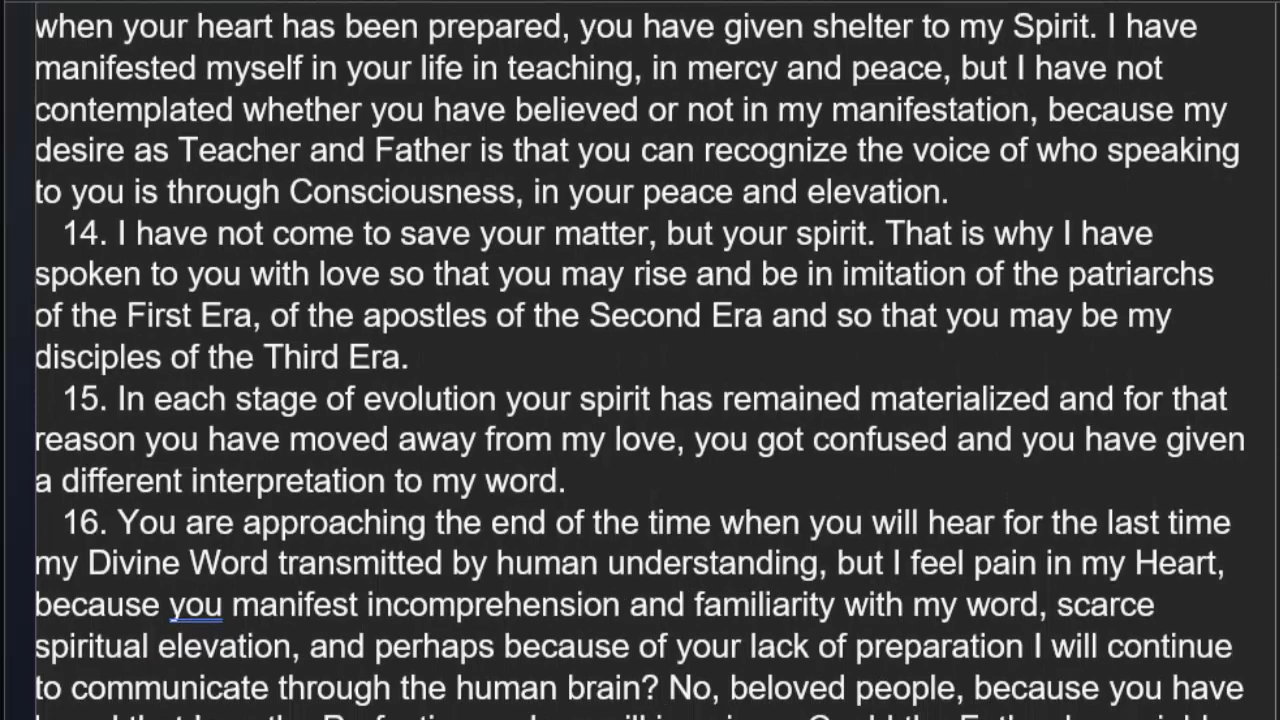 when your heart has been prepared, you have given shelter to my Spirit. I have
manifested myself in your life in teaching, in mercy and peace, but I have not
contemplated whether you have believed or not in my manifestation, because my
desire as Teacher and Father is that you can recognize the voice of who speaking
to you is through Consciousness, in your peace and elevation.
14. I have not come to save your matter, but your spirit. That is why I have
spoken to you with love so that you may rise and be in imitation of the patriarchs
of the First Era, of the apostles of the Second Era and so that you may be my
disciples of the Third Era.
15. In each stage of evolution your spirit has remained materialized and for that
reason you have moved away from my love, you got confused and you have given
a different interpretation to my word.
16. You are approaching the end of the time when you will hear for the last time
my Divine Word transmitted by human understanding, but I feel pain in my Heart,
because you manifest incomprehension and familiarity with my word, scarce
spiritual elevation, and perhaps because of your lack of preparation I will continue
to communicate through the human brain? No, beloved people, because you have